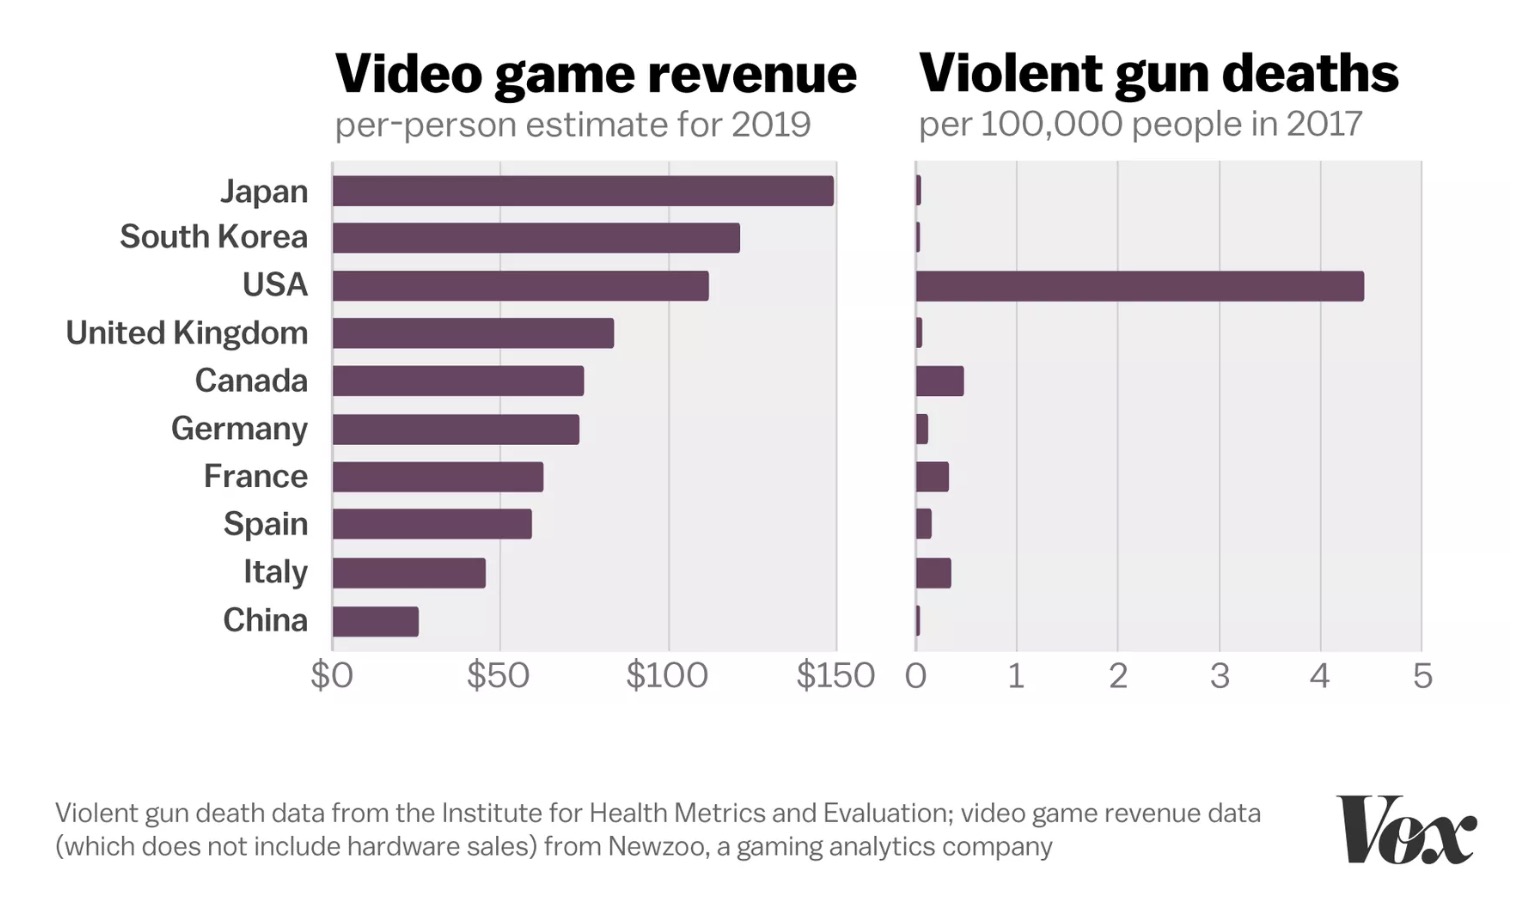 Video game revenue
per-person estimate for 2019
Violent gun deaths
per 100,000 people in 2017
Japan
South Korea
USA
United Kingdom
Canada
Germany
France
Spain
Italy
China
$0 $50 $100 $150
0 1 2 3 4 5
Violent gun death data from the Institute for Health Metrics and Evaluation; video game revenue data
(which does not include hardware sales) from Newzoo, a gaming analytics company
Vox